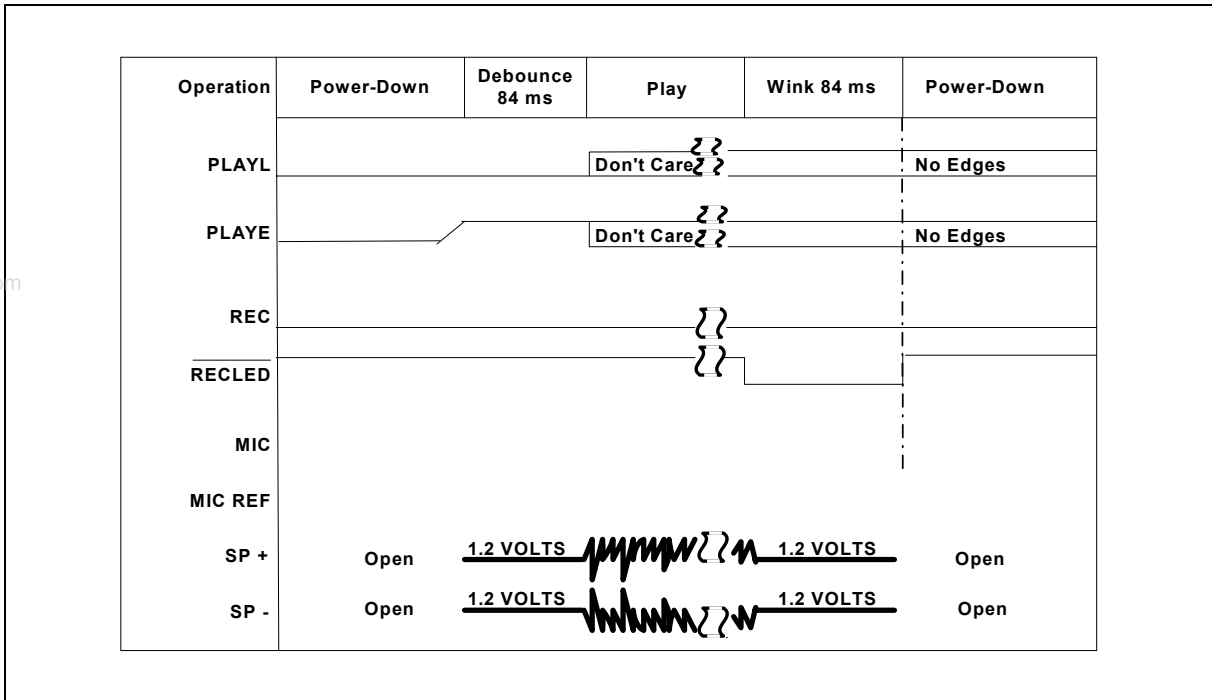 Operation Power-Down Debounce 84 ms Play Wink 84 ms Power-Down
PLAYL Don't Care No Edges
PLAYE Don't Care No Edges
REC
RECLED
MIC
MIC REF
SP + Open 1.2 VOLTS 1.2 VOLTS Open
SP - Open 1.2 VOLTS 1.2 VOLTS Open